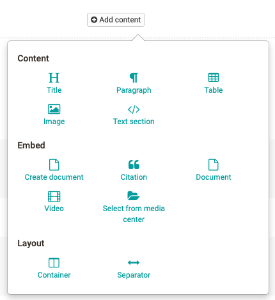 Add content
Content
Title Paragraph Table
Image Text section
Embed
Create document Citation Document
Video Select from media
center
Layout
Container Separator